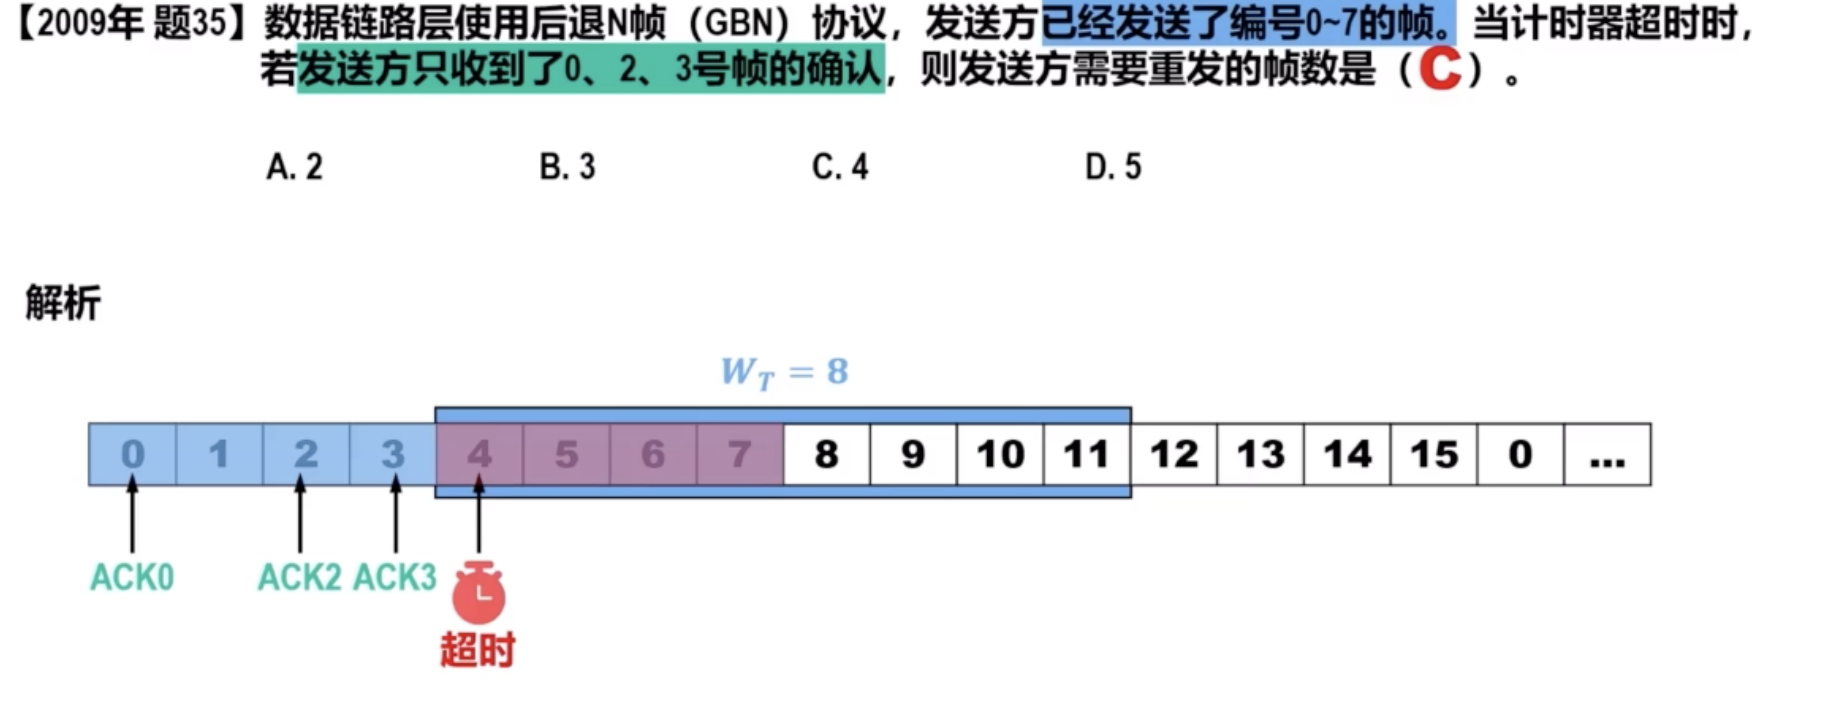 【2009年 题35】数据链路层使用后退N帧（GBN）协议，发送方已经发送了编号0~7的帧。当计时器超时时，
若发送方只收到了0、2、3号帧的确认，则发送方需要重发的帧数是（C）。
A. 2 B. 3 C. 4 D. 5
解析
W_T = 8
0 1 2 3 4 5 6 7 8 9 10 11 12 13 14 15 0 ...
ACK0 ACK2 ACK3
超时